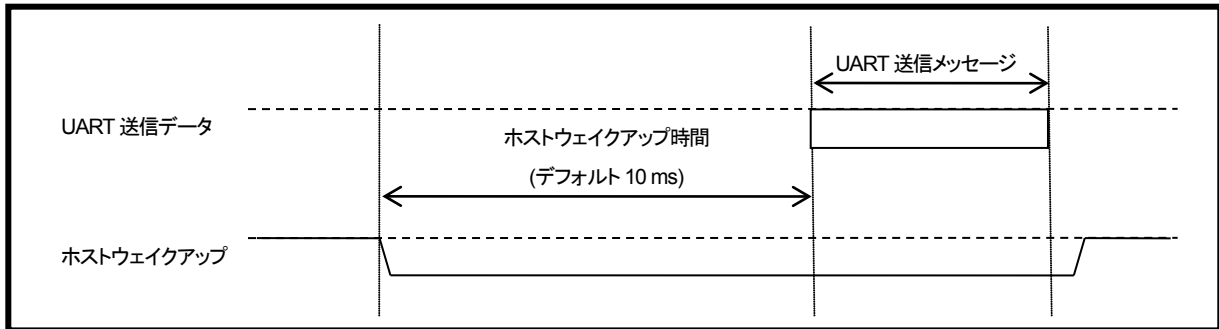 UART 送信メッセージ
UART 送信データ
ホストウェイクアップ時間
(デフォルト 10 ms)
ホストウェイクアップ